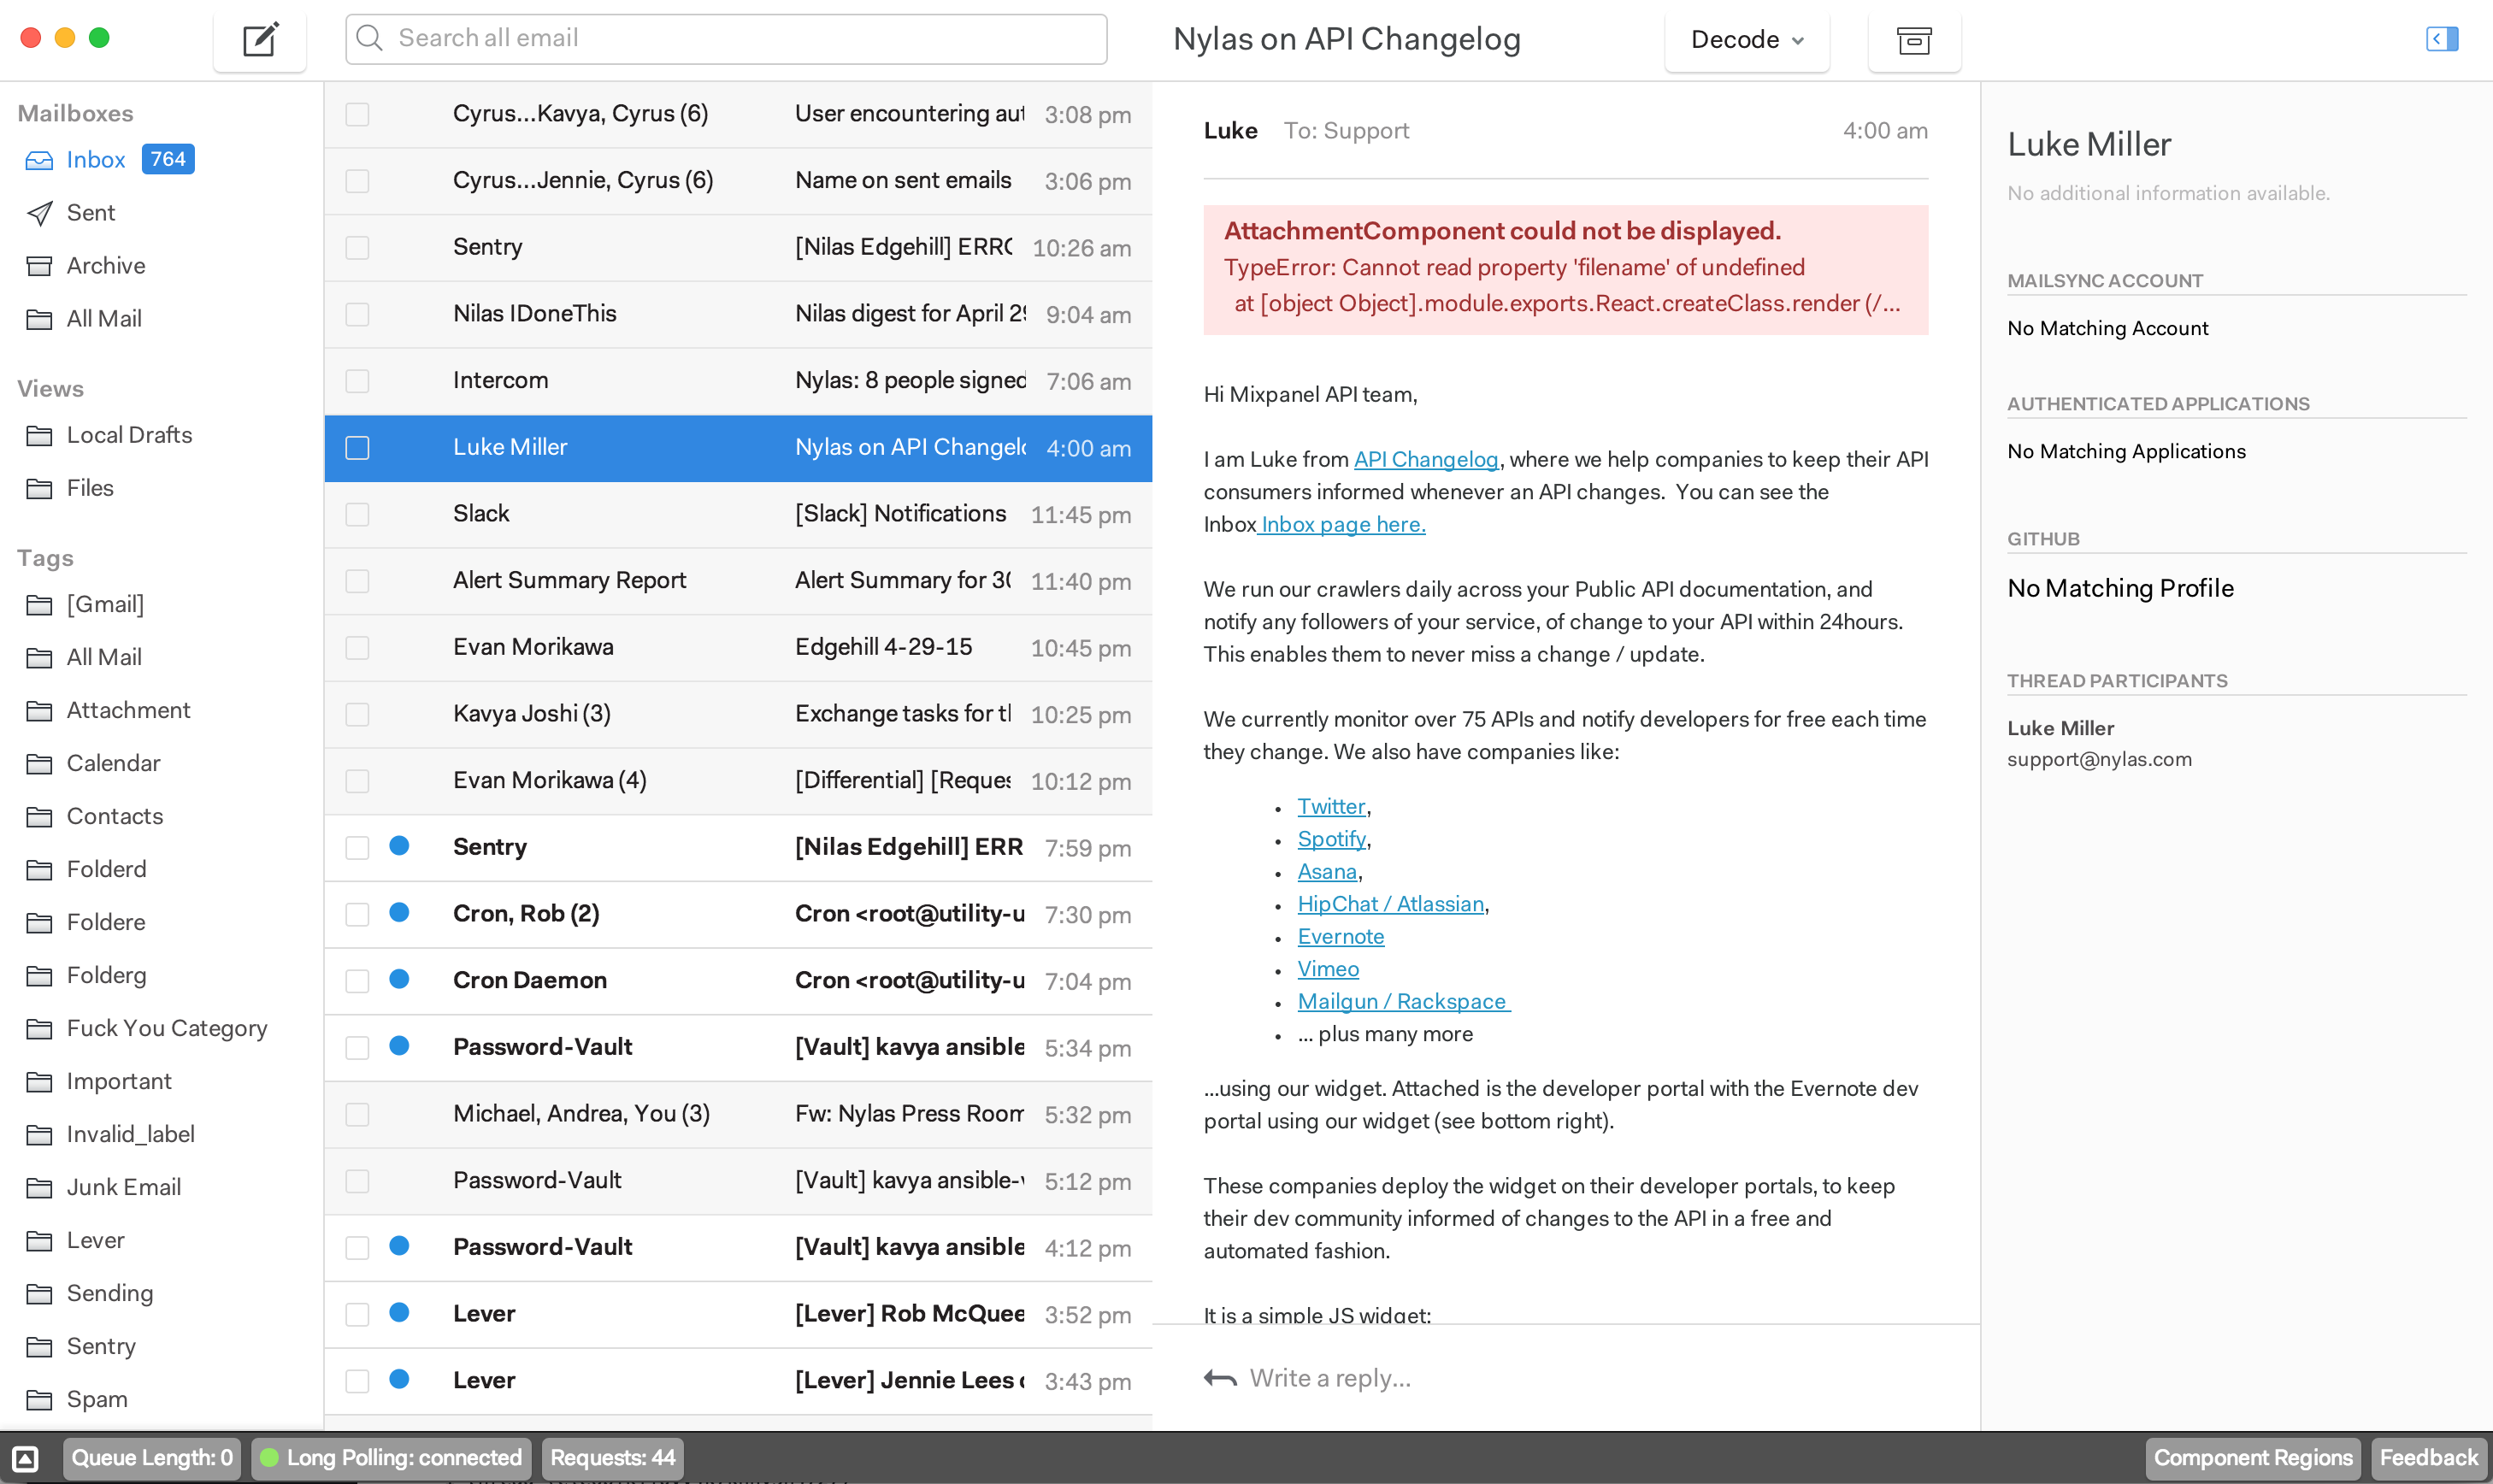 Search all email
Nylas on API Changelog
Decode
Mailboxes
Inbox 764
Sent
Archive
All Mail
Views
Local Drafts
Files
Tags
[Gmail]
All Mail
Attachment
Calendar
Contacts
Folderd
Foldere
Folderg
Fuck You Category
Important
Invalid_label
Junk Email
Lever
Sending
Sentry
Spam
Cyrus...Kavya, Cyrus (6) User encountering aut 3:08 pm
Cyrus...Jennie, Cyrus (6) Name on sent emails 3:06 pm
Sentry [Nilas Edgehill] ERRO 10:26 am
Nilas IDoneThis Nilas digest for April 29 9:04 am
Intercom Nylas: 8 people signed 7:06 am
Luke Miller Nylas on API Changelo 4:00 am
Slack [Slack] Notifications 11:45 pm
Alert Summary Report Alert Summary for 30 11:40 pm
Evan Morikawa Edgehill 4-29-15 10:45 pm
Kavya Joshi (3) Exchange tasks for tl 10:25 pm
Evan Morikawa (4) [Differential] [Reques 10:12 pm
Sentry [Nilas Edgehill] ERR 7:59 pm
Cron, Rob (2) Cron <root@utility-u 7:30 pm
Cron Daemon Cron <root@utility-u 7:04 pm
Password-Vault [Vault] kavya ansible 5:34 pm
Michael, Andrea, You (3) Fw: Nylas Press Room 5:32 pm
Password-Vault [Vault] kavya ansible-v 5:12 pm
Password-Vault [Vault] kavya ansible 4:12 pm
Lever [Lever] Rob McQuee 3:52 pm
Lever [Lever] Jennie Lees 3:43 pm
Luke To: Support 4:00 am
AttachmentComponent could not be displayed.
TypeError: Cannot read property 'filename' of undefined
at [object Object].module.exports.React.createClass.render (/...
Hi Mixpanel API team,
I am Luke from API Changelog, where we help companies to keep their API
consumers informed whenever an API changes.  You can see the
Inbox Inbox page here.
We run our crawlers daily across your Public API documentation, and
notify any followers of your service, of change to your API within 24hours.
This enables them to never miss a change / update.
We currently monitor over 75 APIs and notify developers for free each time
they change. We also have companies like:
• Twitter,
• Spotify,
• Asana,
• HipChat / Atlassian,
• Evernote
• Vimeo
• Mailgun / Rackspace
• ... plus many more
...using our widget. Attached is the developer portal with the Evernote dev
portal using our widget (see bottom right).
These companies deploy the widget on their developer portals, to keep
their dev community informed of changes to the API in a free and
automated fashion.
It is a simple JS widget:
Write a reply...
Luke Miller
No additional information available.
MAILSYNC ACCOUNT
No Matching Account
AUTHENTICATED APPLICATIONS
No Matching Applications
GITHUB
No Matching Profile
THREAD PARTICIPANTS
Luke Miller
support@nylas.com
Queue Length: 0 Long Polling: connected Requests: 44 Component Regions Feedback